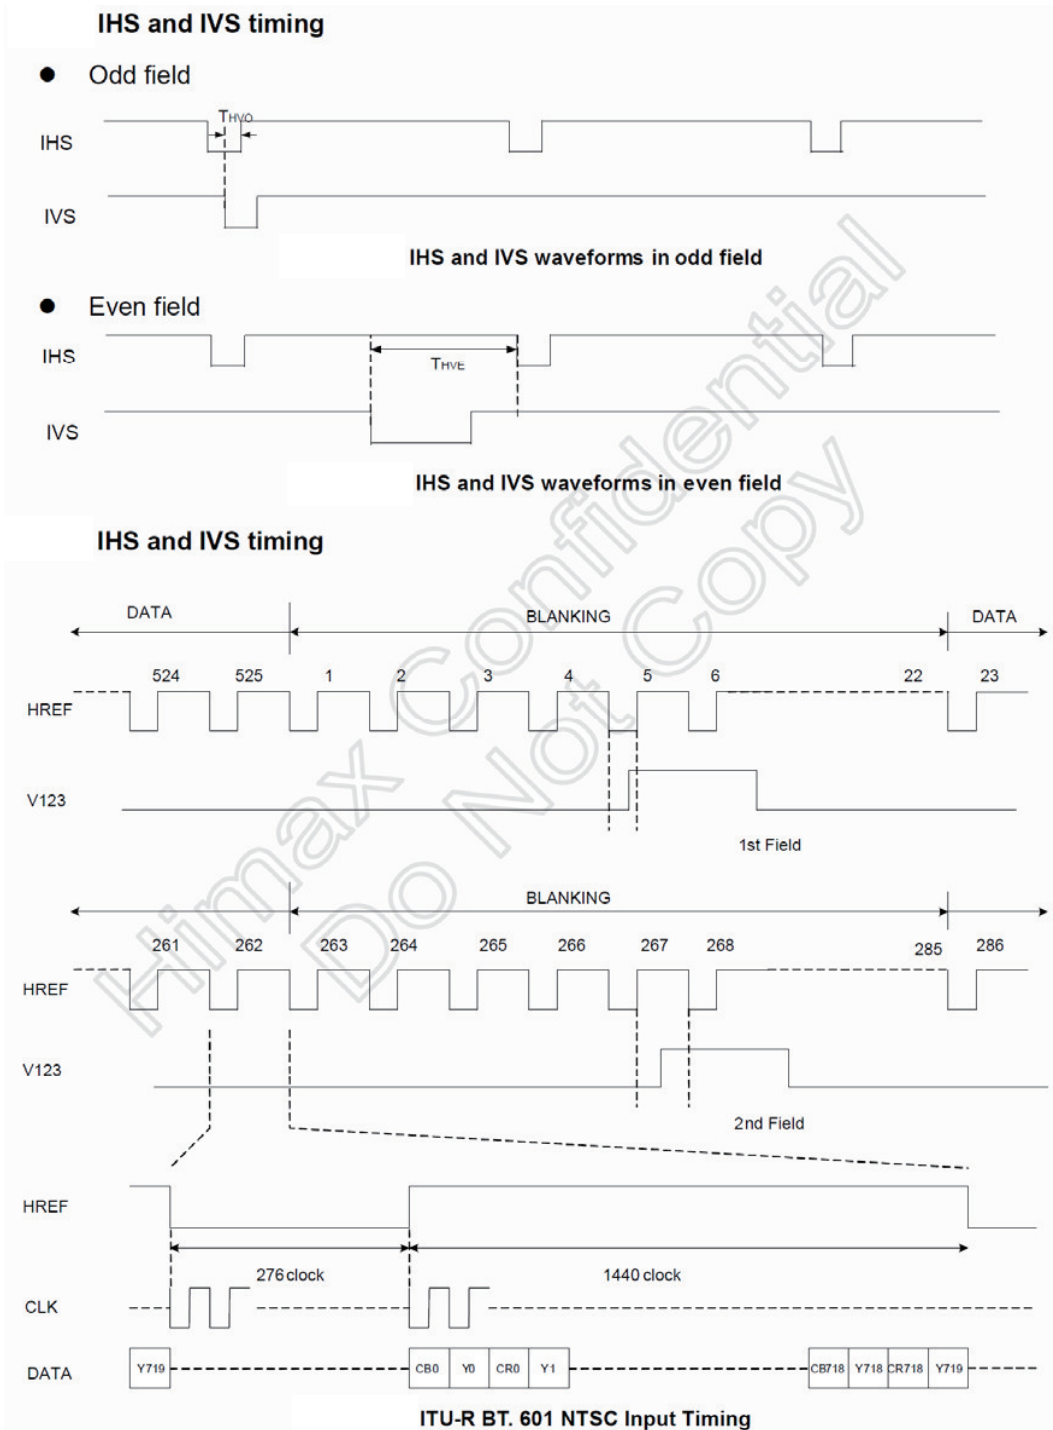 IHS and IVS timing
● Odd field
THVO
IHS
IVS
IHS and IVS waveforms in odd field
● Even field
IHS
THVE
IVS
IHS and IVS waveforms in even field
IHS and IVS timing
DATA BLANKING DATA
524 525 1 2 3 4 5 6 22 23
HREF
V123
1st Field
BLANKING
261 262 263 264 265 266 267 268 285 286
HREF
V123
2nd Field
HREF
276 clock 1440 clock
CLK
DATA Y719 CB0 Y0 CR0 Y1 CB718 Y718 CR718 Y719
ITU-R BT. 601 NTSC Input Timing
Himax Confidential
Do Not Copy